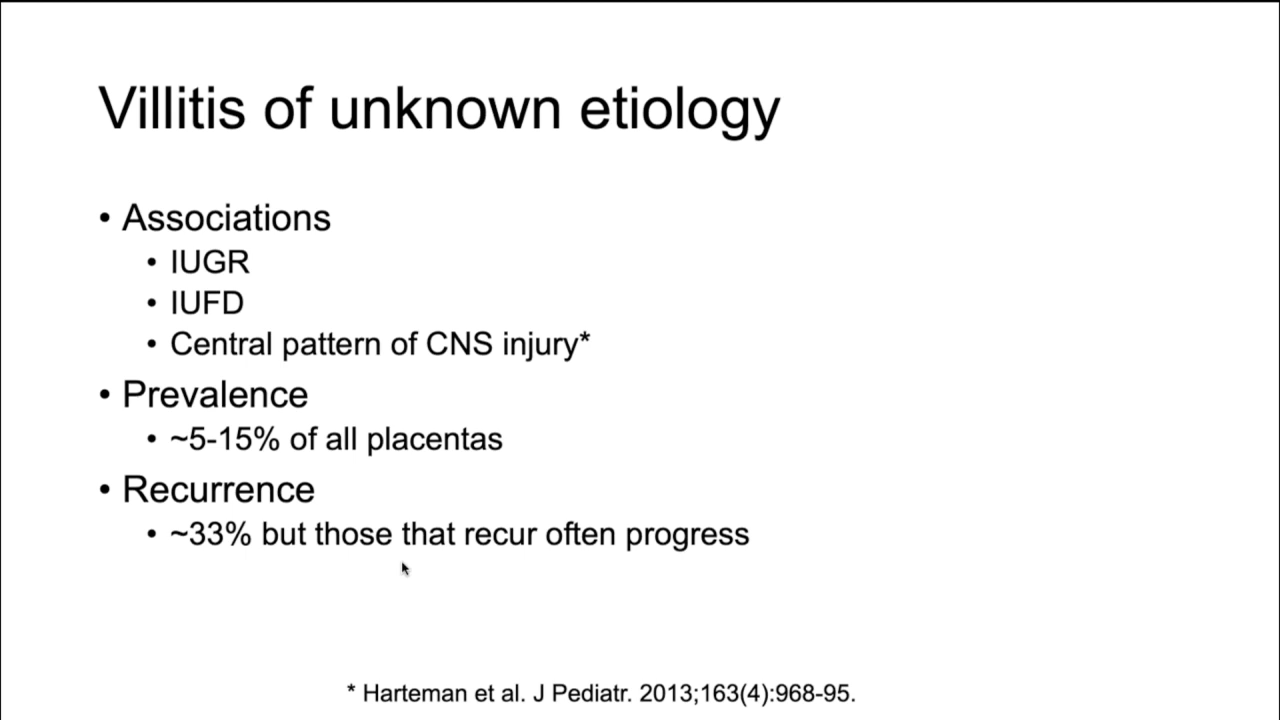 Villitis of unknown etiology
• Associations
• IUGR
• IUFD
• Central pattern of CNS injury*
• Prevalence
• ~5-15% of all placentas
• Recurrence
• ~33% but those that recur often progress
* Harteman et al. J Pediatr. 2013;163(4):968-95.